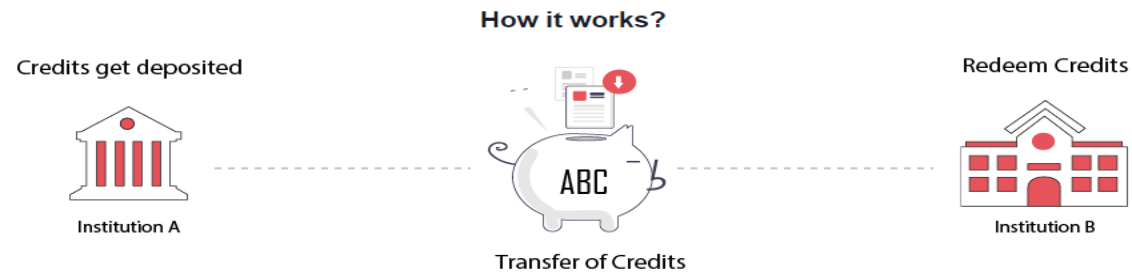 How it works?
Credits get deposited
Redeem Credits
ABC
Institution A
Institution B
Transfer of Credits